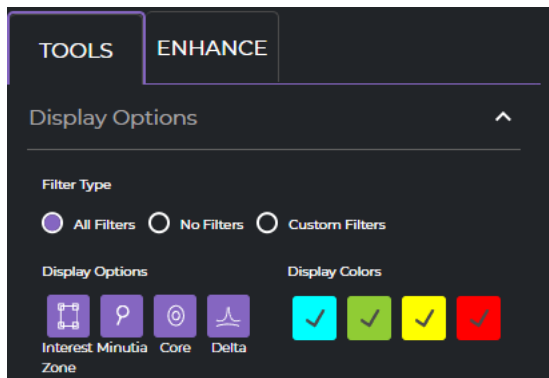 TOOLS ENHANCE
Display Options
Filter Type
All Filters No Filters Custom Filters
Display Options Display Colors
Interest Minutia Core Delta
Zone